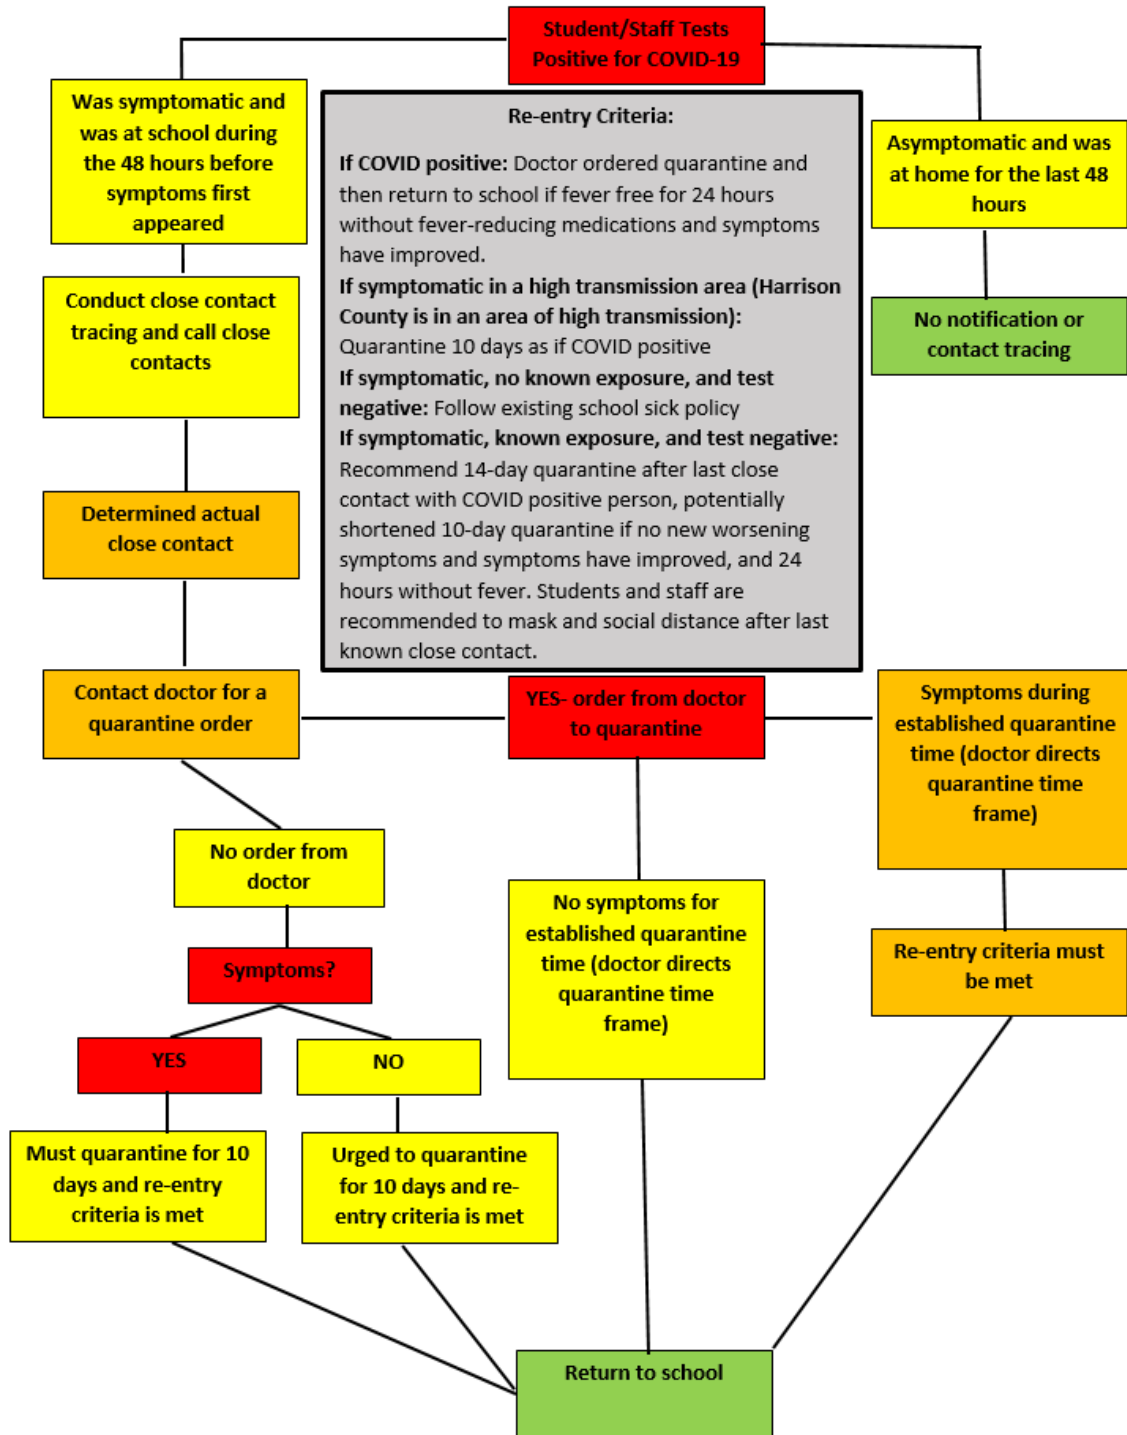 Student/Staff Tests
Positive for COVID-19
Was symptomatic and
was at school during
the 48 hours before
symptoms first
appeared
Asymptomatic and was
at home for the last 48
hours
Re-entry Criteria:
If COVID positive: Doctor ordered quarantine and
then return to school if fever free for 24 hours
without fever-reducing medications and symptoms
have improved.
If symptomatic in a high transmission area (Harrison
County is in an area of high transmission):
Quarantine 10 days as if COVID positive
If symptomatic, no known exposure, and test
negative: Follow existing school sick policy
If symptomatic, known exposure, and test negative:
Recommend 14-day quarantine after last close
contact with COVID positive person, potentially
shortened 10-day quarantine if no new worsening
symptoms and symptoms have improved, and 24
hours without fever. Students and staff are
recommended to mask and social distance after last
known close contact.
Conduct close contact
tracing and call close
contacts
No notification or
contact tracing
Determined actual
close contact
Contact doctor for a
quarantine order
YES- order from doctor
to quarantine
Symptoms during
established quarantine
time (doctor directs
quarantine time
frame)
No order from
doctor
No symptoms for
established quarantine
time (doctor directs
quarantine time
frame)
Re-entry criteria must
be met
Symptoms?
YES
NO
Must quarantine for 10
days and re-entry
criteria is met
Urged to quarantine
for 10 days and re-
entry criteria is met
Return to school